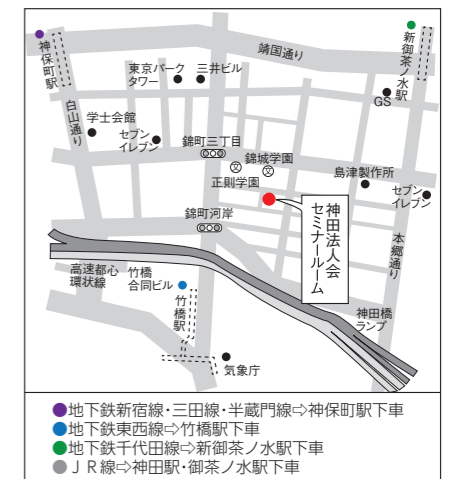 神保町駅
靖国通り
新御茶ノ水駅
東京パーク
タワー
三井ビル
白山通り
GS
学士会館
セブン
イレブン
錦町三丁目
錦城学園
文
文
正則学園
島津製作所
セブン
イレブン
錦町河岸
神田法人会
セミナールーム
本郷通り
高速都心
環状線
竹橋
合同ビル
竹橋駅
神田橋
ランプ
気象庁
●地下鉄新宿線・三田線・半蔵門線⇨神保町駅下車
●地下鉄東西線⇨竹橋駅下車
●地下鉄千代田線⇨新御茶ノ水駅下車
●ＪＲ線⇨神田駅・御茶ノ水駅下車